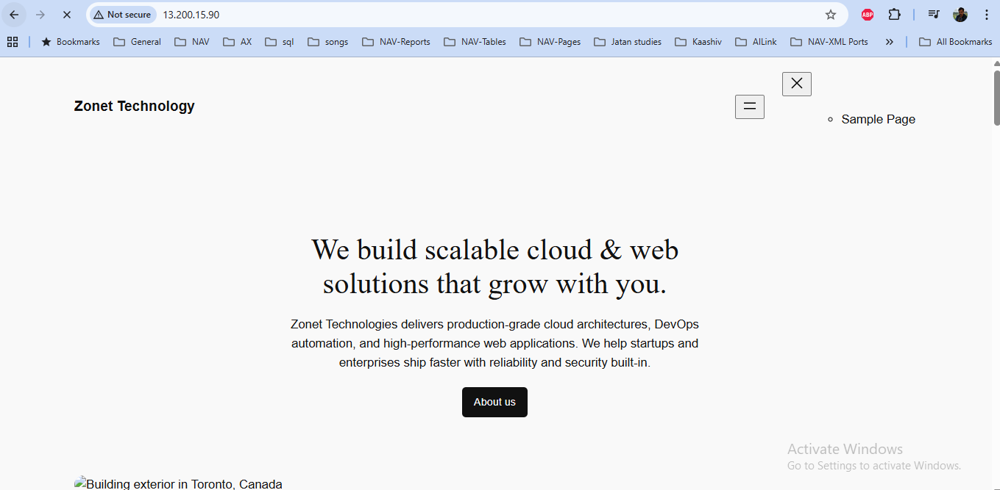 Not secure
13.200.15.90
ABP
Bookmarks General NAV AX sql songs NAV-Reports NAV-Tables NAV-Pages Jatan studies Kaashiv AILink NAV-XML Ports » All Bookmarks
Zonet Technology
Sample Page
We build scalable cloud & web
solutions that grow with you.
Zonet Technologies delivers production-grade cloud architectures, DevOps
automation, and high-performance web applications. We help startups and
enterprises ship faster with reliability and security built-in.
About us
Activate Windows
Go to Settings to activate Windows.
Building exterior in Toronto, Canada